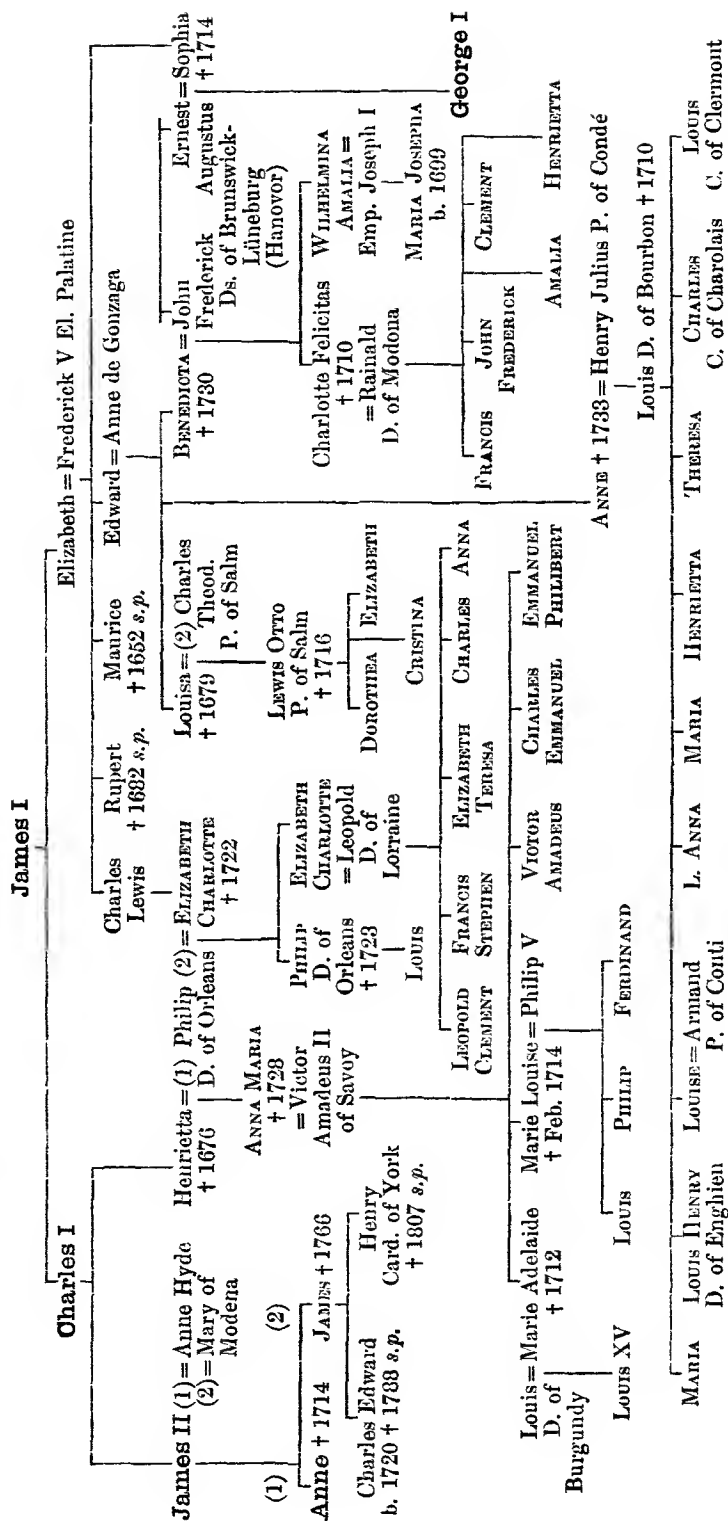 James I
Charles I
Elizabeth = Frederick V El. Palatine
James II (1) = Anne Hyde
(2) = Mary of
Modena
Henrietta = (1) Philip (2) = ELIZABETH
† 1676
D. of Orleans
CHARLOTTE
† 1722
Charles
Lewis
Rupert
† 1682 s.p.
Maurice
† 1652 s.p.
Edward = Anne de Gonzaga
Ernest = Sophia
Augustus
† 1714
(1)
(2)
Anne † 1714
JAMES † 1766
Charles Edward
b. 1720 † 1788 s.p.
Henry
Card. of York
† 1807 s.p.
ANNA MARIA
† 1728
= Victor
Amadeus II
of Savoy
PHILIP
D. of
Orleans
† 1723
ELIZABETH
CHARLOTTE
= Leopold
D. of
Lorraine
LOUIS
Louisa = (2) Charles
† 1679
Theod.
P. of Salm
LEWIS OTTO
P. of Salm
† 1716
DOROTHEA
ELIZABETH
CRISTINA
BENEDICTA = John
† 1730
Frederick
Ds. of Brunswick-
Lüneburg
(Hanovor)
George I
Charlotte Felicitas
† 1710
= Rainald
D. of Modoua
WILHELMINA
AMALIA =
Emp. Joseph I
MARIA JOSEPHA
b. 1699
FRANCIS
JOHN
FREDERICK
CLEMENT
AMALIA
HENRIETTA
LEOPOLD
CLEMENT
FRANCIS
STEPHEN
ELIZABETH
TERESA
CHARLES
ANNA
Louis = Marie Adelaide
D. of
Burgundy
† 1712
LOUIS XV
Marie Louise = Philip V
† Feb. 1714
LOUIS
PHILIP
FERDINAND
VICTOR
AMADEUS
CHARLES
EMMANUEL
EMMANUEL
PHILIBERT
ANNE † 1733 = Henry Julius P. of Condé
Louis D. of Bourbon † 1710
MARIA
LOUIS HENRY
D. of Enghien
LOUISE = Armand
P. of Conti
L. ANNA
MARIA
HENRIETTA
THERESA
CHARLES
C. of Charolais
LOUIS
C. of Clermout